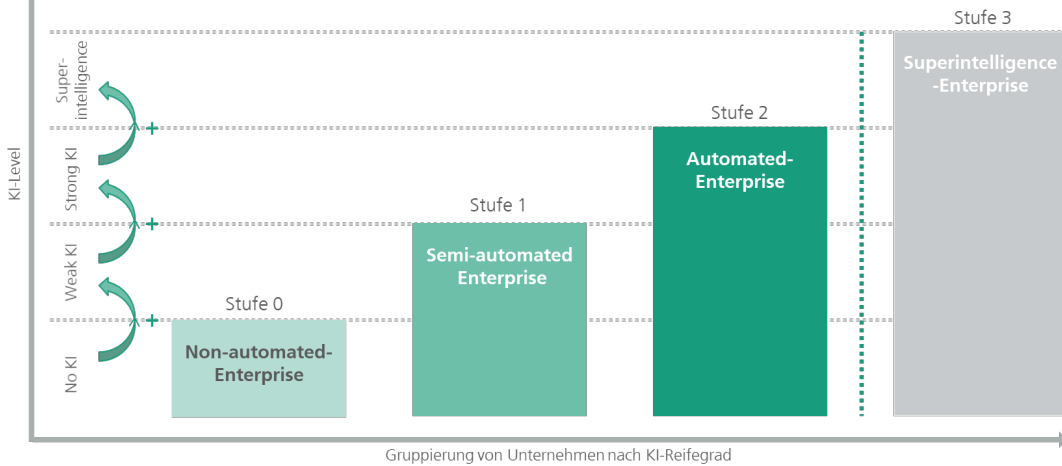 Stufe 3
Superintelligence
-Enterprise
Stufe 2
Automated-
Enterprise
Stufe 1
Semi-automated
Enterprise
Stufe 0
Non-automated-
Enterprise
KI-Level
Super-
intelligence
Strong KI
Weak KI
No KI
+
+
+
Gruppierung von Unternehmen nach KI-Reifegrad